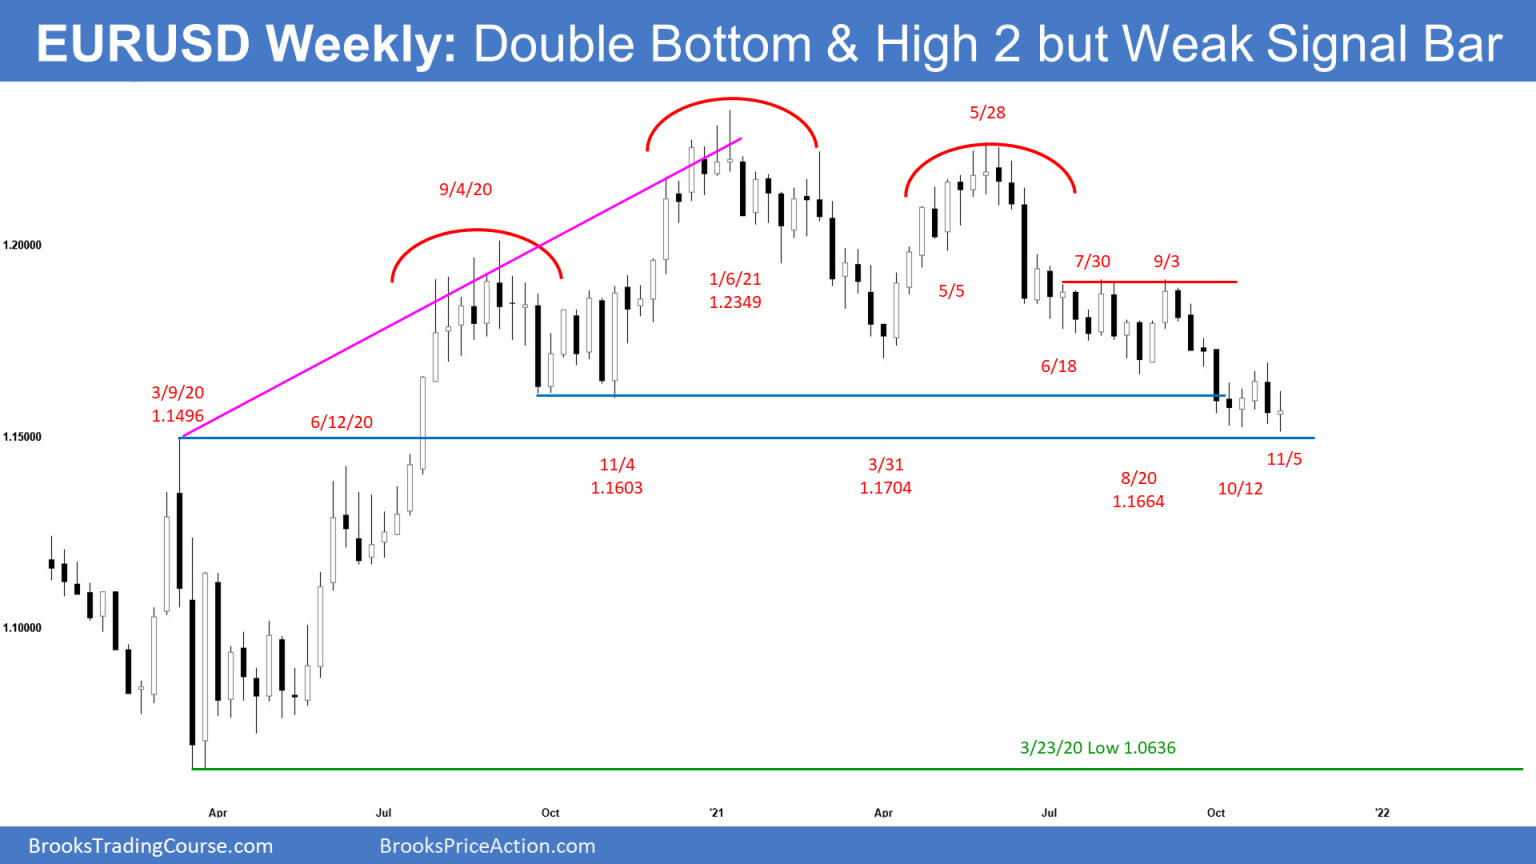 EURUSD Weekly: Double Bottom & High 2 but Weak Signal Bar
5/28
9/4/20
1.20000
7/30
9/3
1/6/21
1.2349
5/5
6/18
3/9/20
1.1496
6/12/20
1.15000
11/4
1.1603
3/31
1.1704
8/20
1.1664
10/12
11/5
1.10000
3/23/20 Low 1.0636
Apr
Jul
Oct
'21
Apr
Jul
Oct
'22
BrooksTradingCourse.com
BrooksPriceAction.com